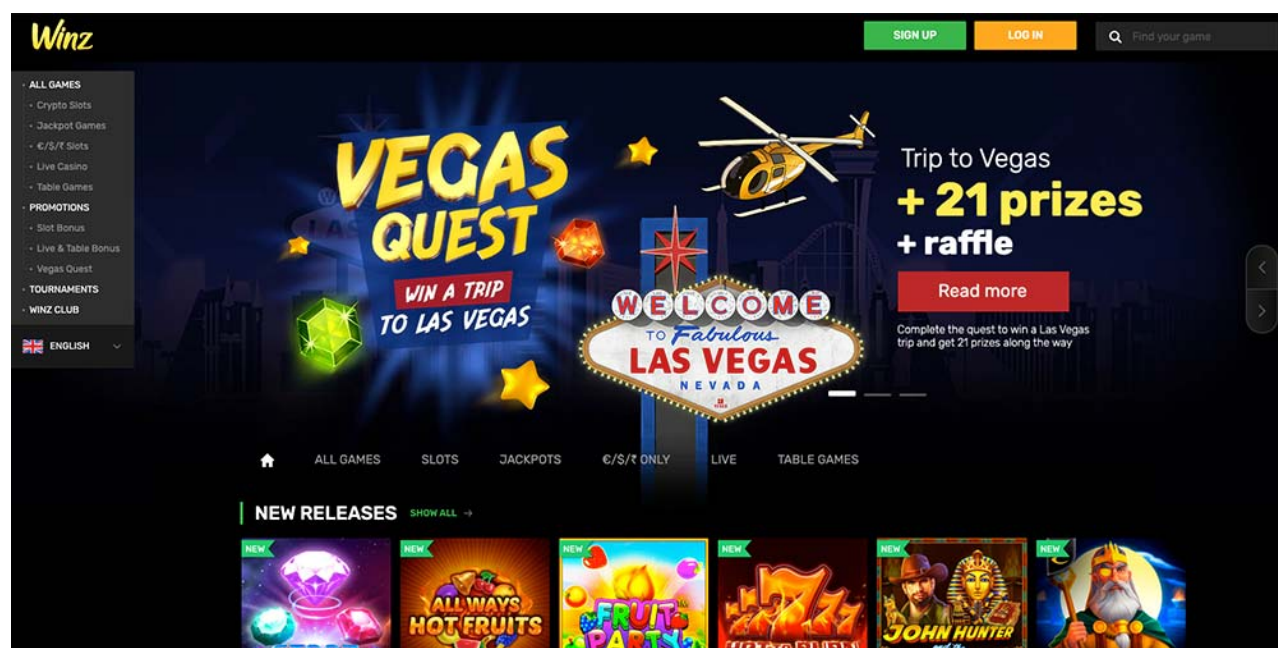 Winz
SIGN UP
LOG IN
Find your game
ALL GAMES
Crypto Slots
Jackpot Games
€/$/₹ Slots
Live Casino
Table Games
PROMOTIONS
Slot Bonus
Live & Table Bonus
Vegas Quest
TOURNAMENTS
WINZ CLUB
ENGLISH
VEGAS
QUEST
WIN A TRIP
TO LAS VEGAS
WELCOME
TO Fabulous
LAS VEGAS
NEVADA
Trip to Vegas
+ 21 prizes
+ raffle
Read more
Complete the quest to win a Las Vegas
trip and get 21 prizes along the way
ALL GAMES
SLOTS
JACKPOTS
€/$/₹ ONLY
LIVE
TABLE GAMES
NEW RELEASES
SHOW ALL →
NEW
NEW
ALL WAYS
HOT FRUITS
NEW
FRUIT
PARTY
NEW
777
NEW
JOHN HUNTER
NEW